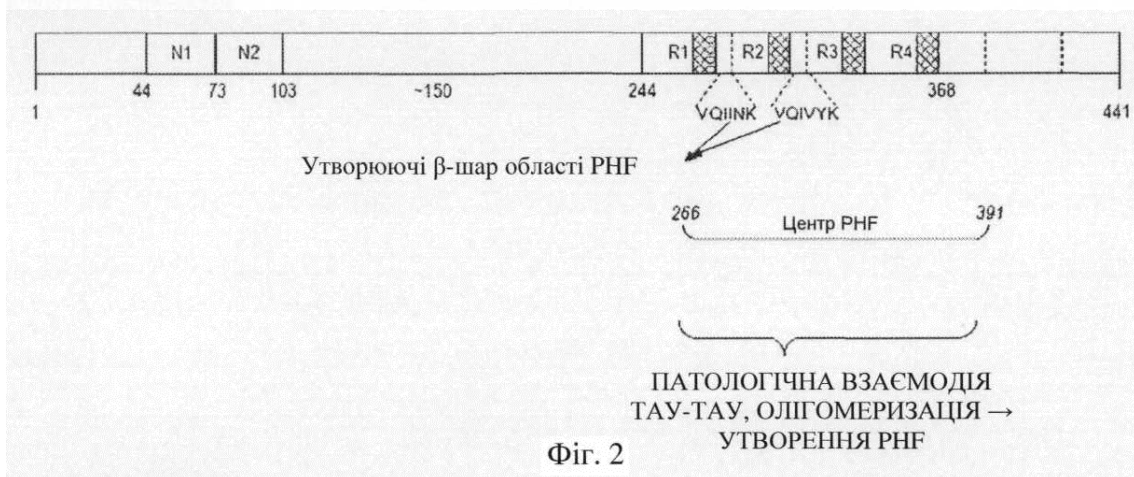 N1 N2 R1 R2 R3 R4
44 73 103 ~150 244 368
1 441
VQIINK VQIVYK
Утворюючі β-шар області PHF
266 391
Центр PHF
ПАТОЛОГІЧНА ВЗАЄМОДІЯ
ТАУ-ТАУ, ОЛІГОМЕРИЗАЦІЯ →
УТВОРЕННЯ PHF
Фіг. 2